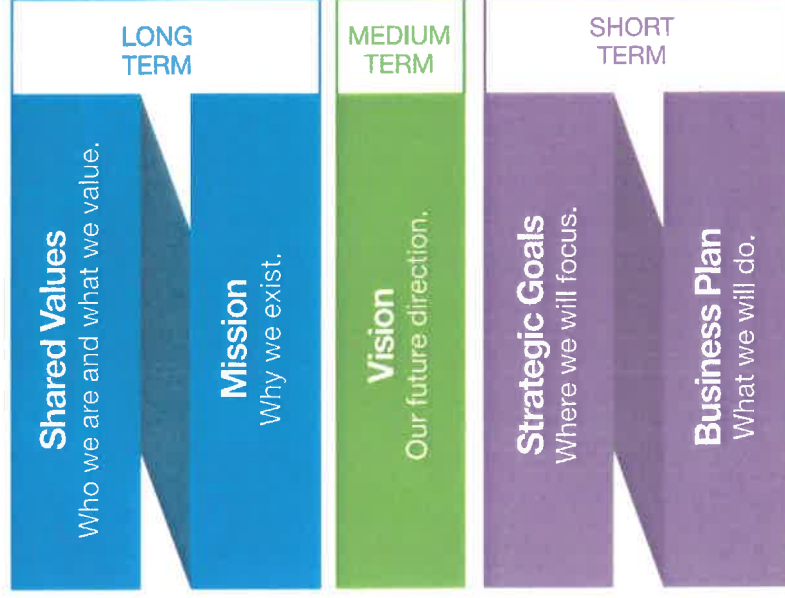 LONG
TERM
Shared Values
Who we are and what we value.
Mission
Why we exist.
MEDIUM
TERM
Vision
Our future direction.
SHORT
TERM
Strategic Goals
Where we will focus.
Business Plan
What we will do.